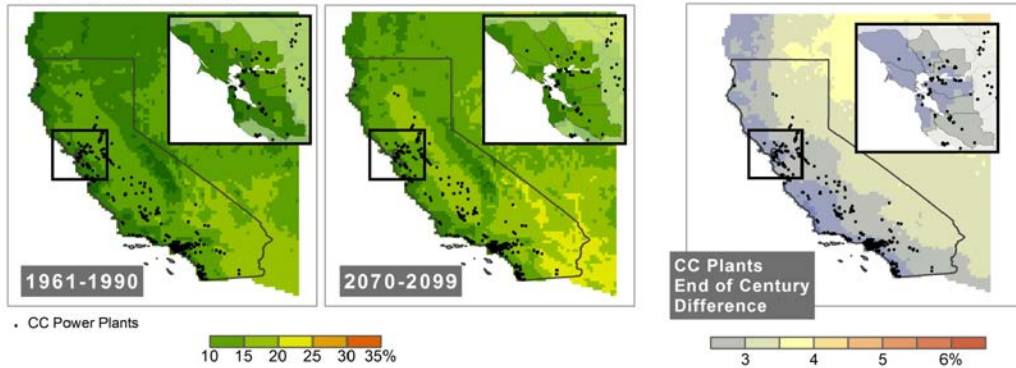 1961-1990
2070-2099
CC Plants
End of Century
Difference
CC Power Plants
10 15 20 25 30 35%
3 4 5 6%